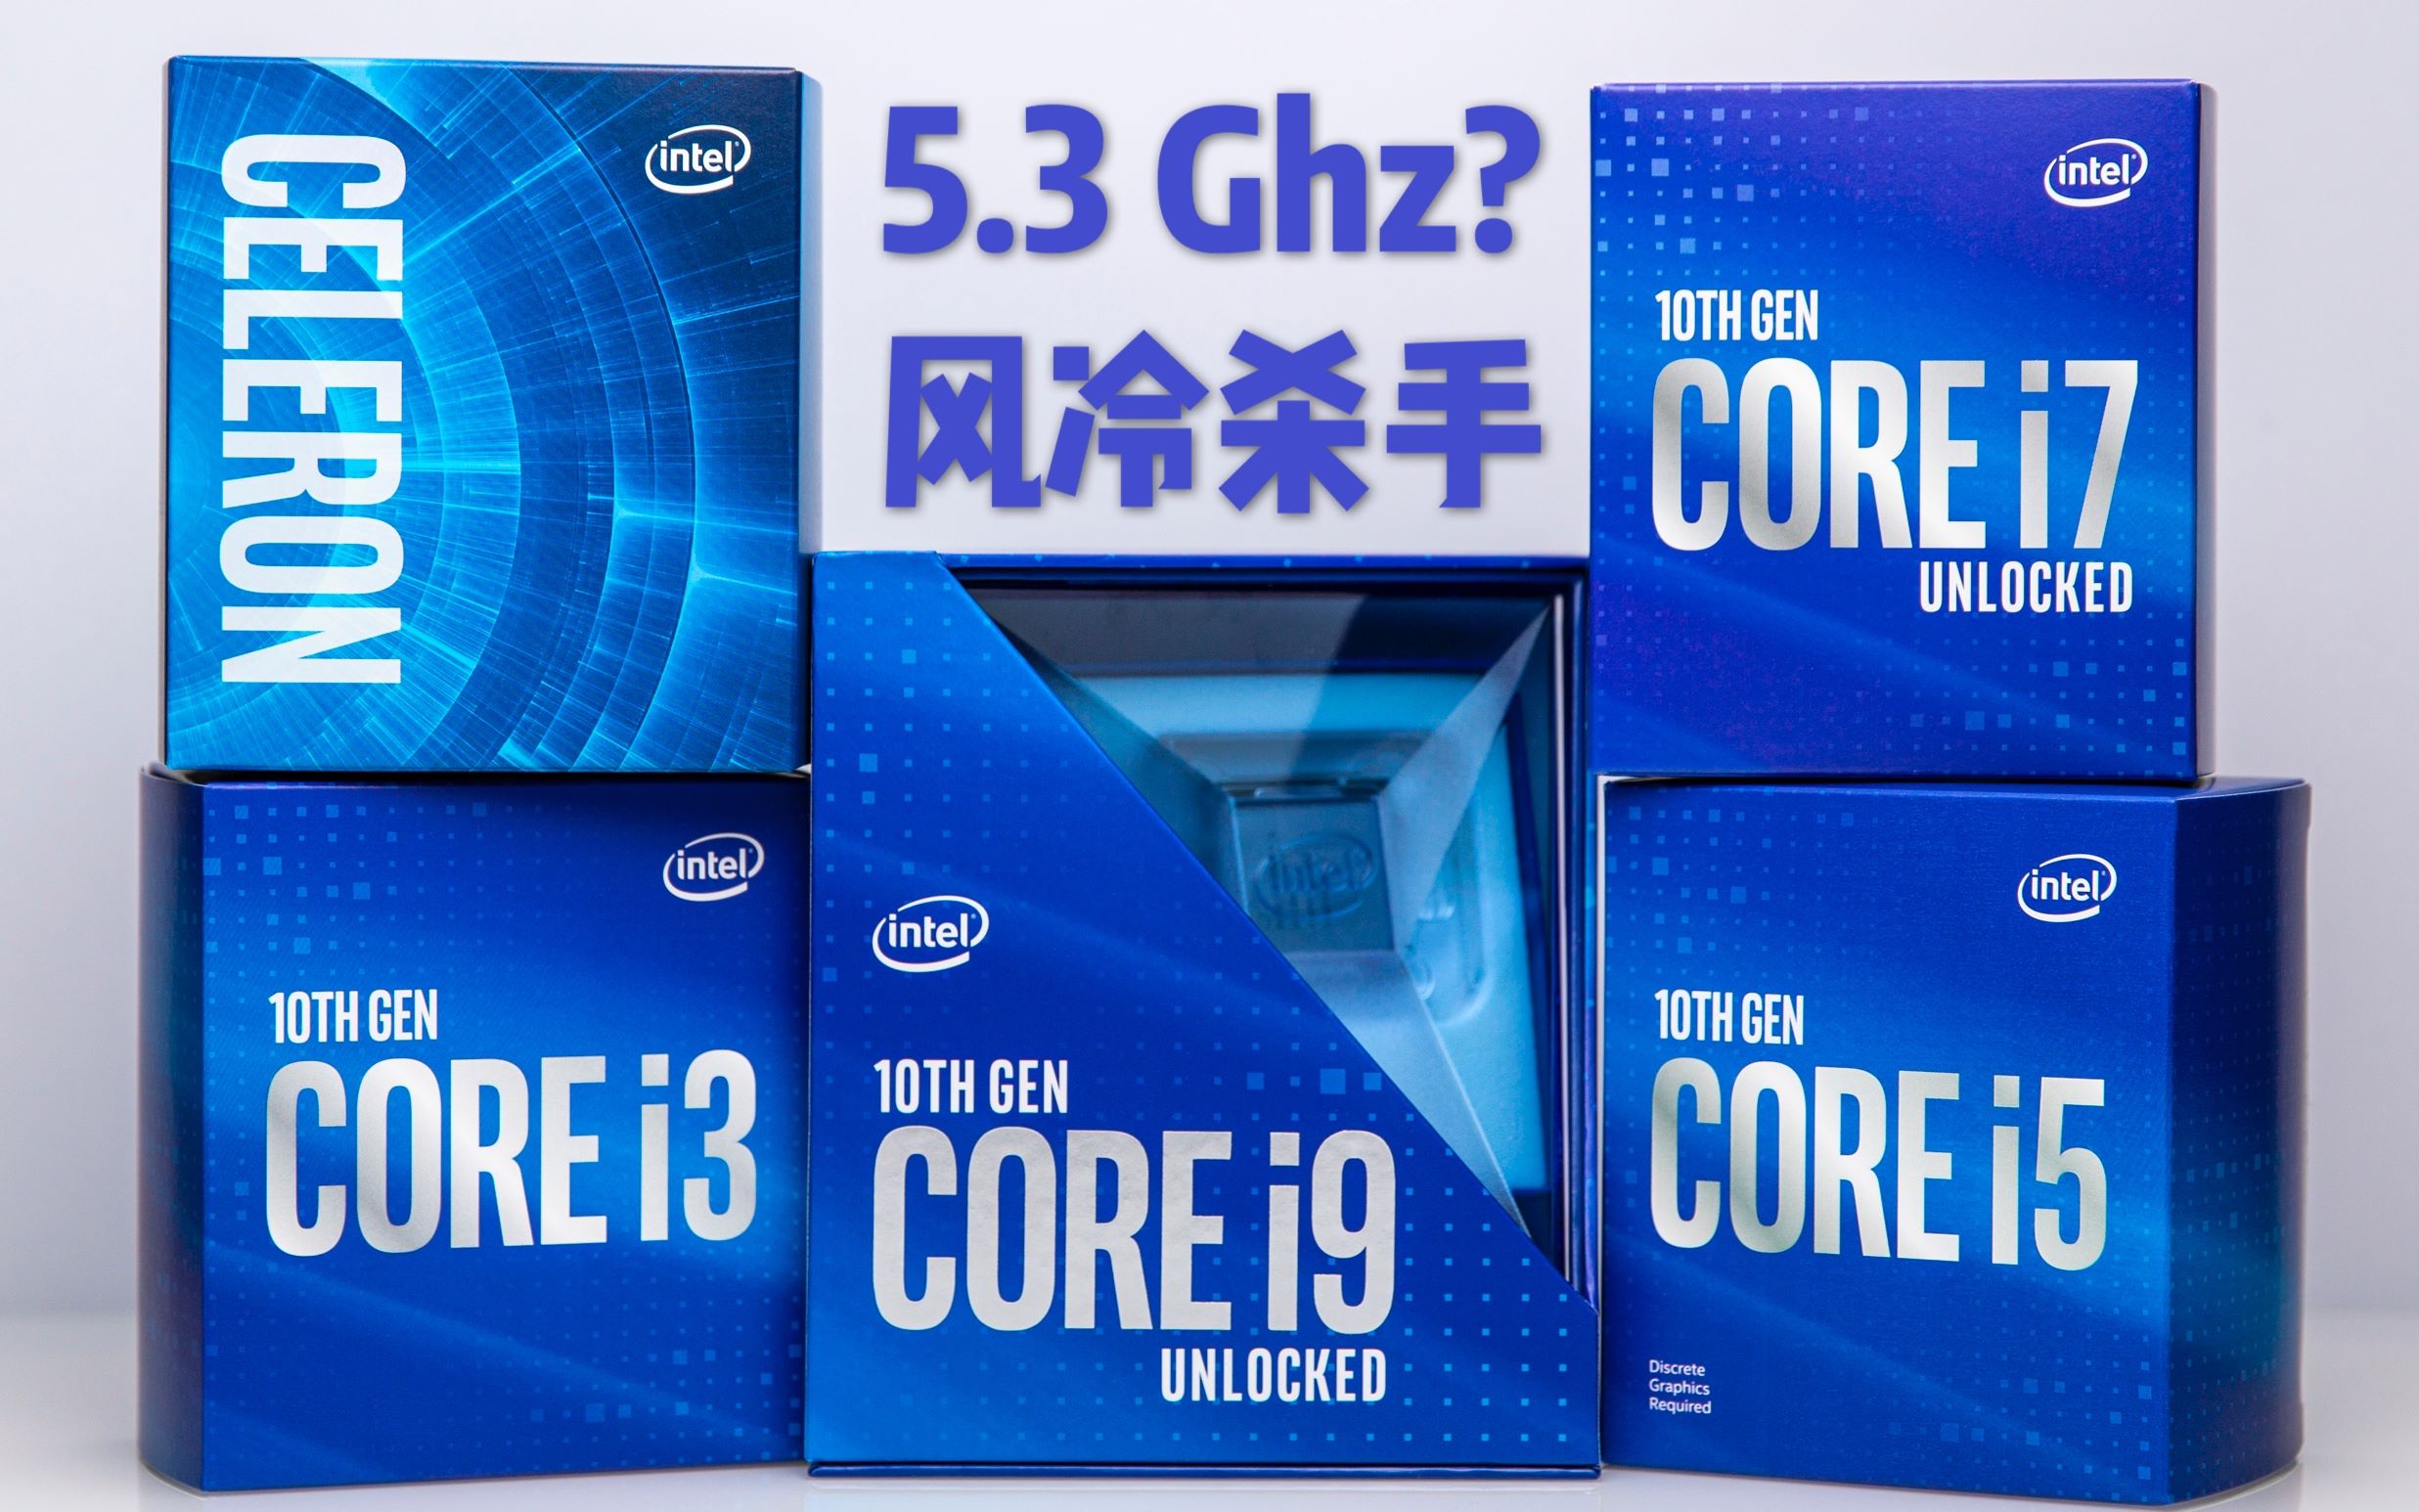 intel
CELERON
5.3 Ghz?
风冷杀手
intel
10TH GEN
CORE i7
UNLOCKED
intel
10TH GEN
CORE i3
intel
intel
10TH GEN
CORE i9
UNLOCKED
intel
10TH GEN
CORE i5
Discrete
Graphics
Required